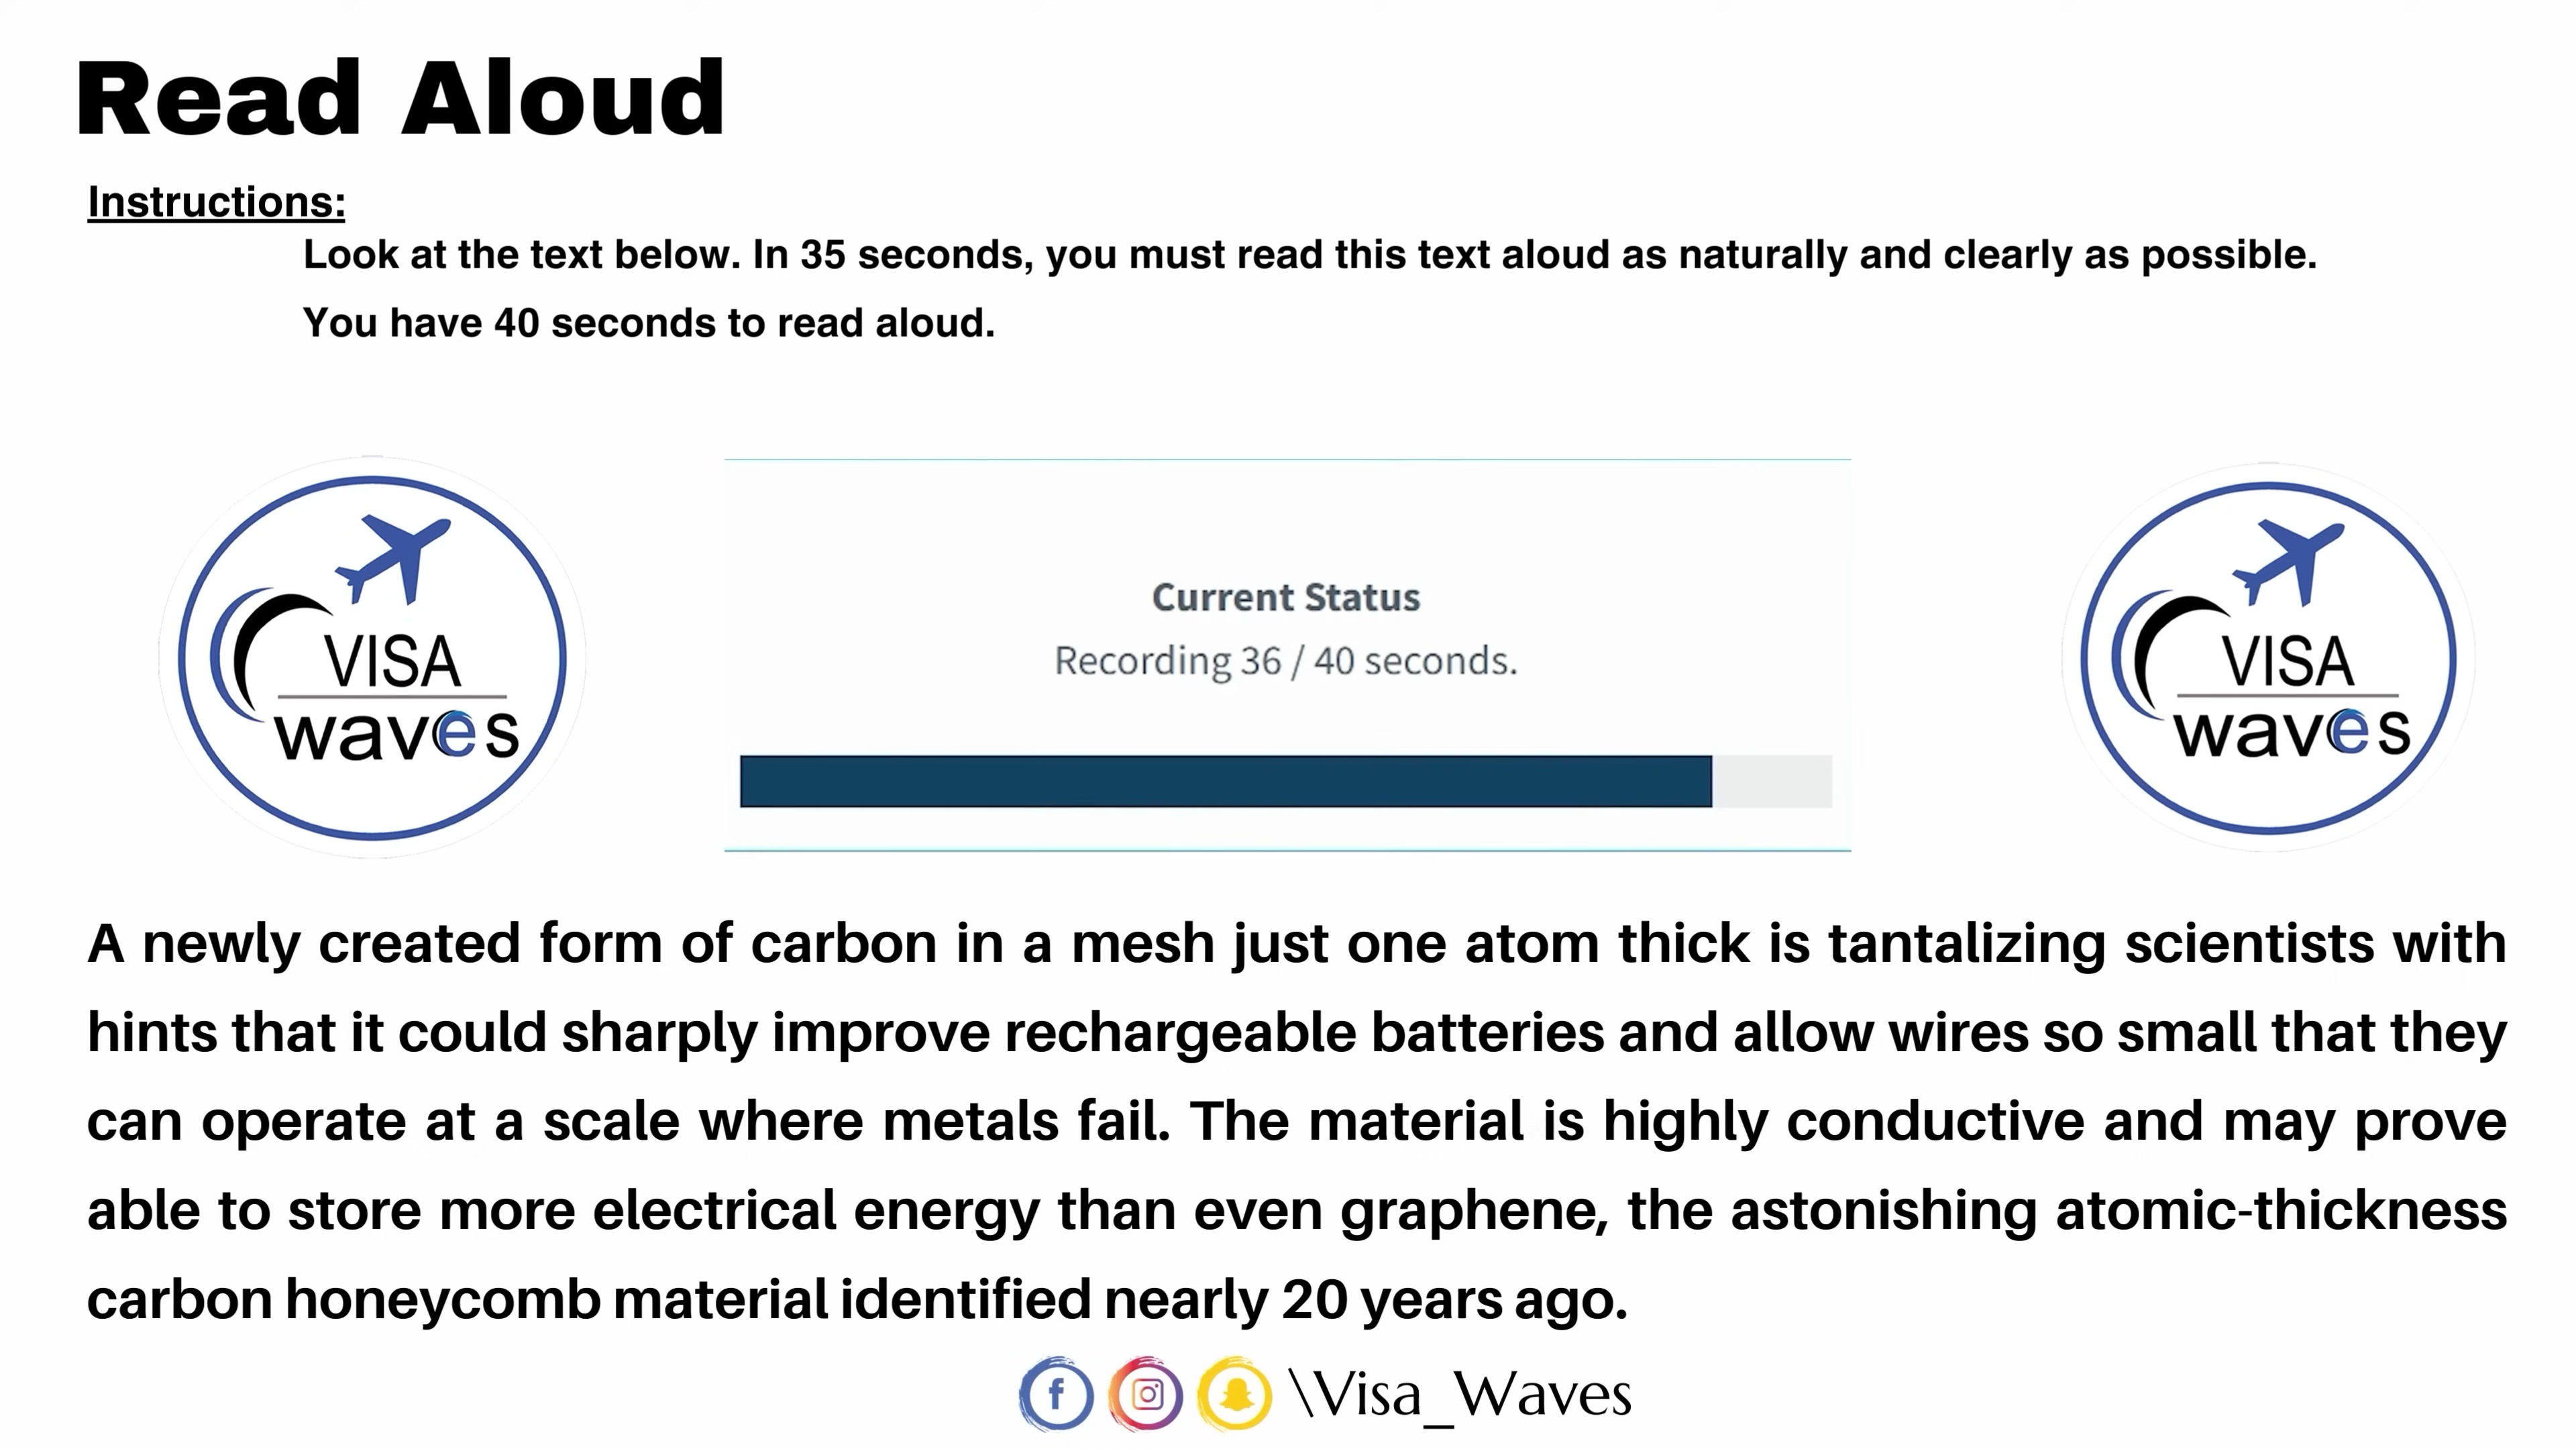 Read Aloud
Instructions:
Look at the text below. In 35 seconds, you must read this text aloud as naturally and clearly as possible.
You have 40 seconds to read aloud.
VISA
waves
Current Status
Recording 36 / 40 seconds.
VISA
waves
A newly created form of carbon in a mesh just one atom thick is tantalizing scientists with
hints that it could sharply improve rechargeable batteries and allow wires so small that they
can operate at a scale where metals fail. The material is highly conductive and may prove
able to store more electrical energy than even graphene, the astonishing atomic-thickness
carbon honeycomb material identified nearly 20 years ago.
\Visa_Waves